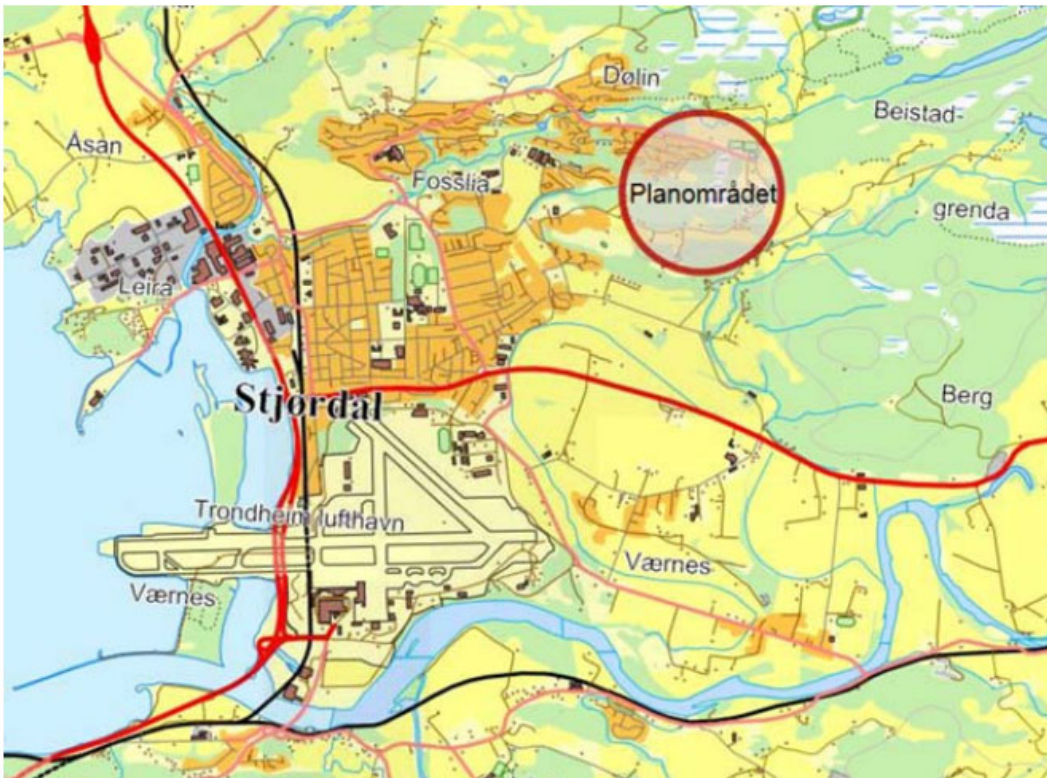 Dølin
Beistad-
Åsan
Fosslia
Planområdet
grenda
Leira
Stjørdal
Berg
Trondheim lufthavn
Værnes
Værnes